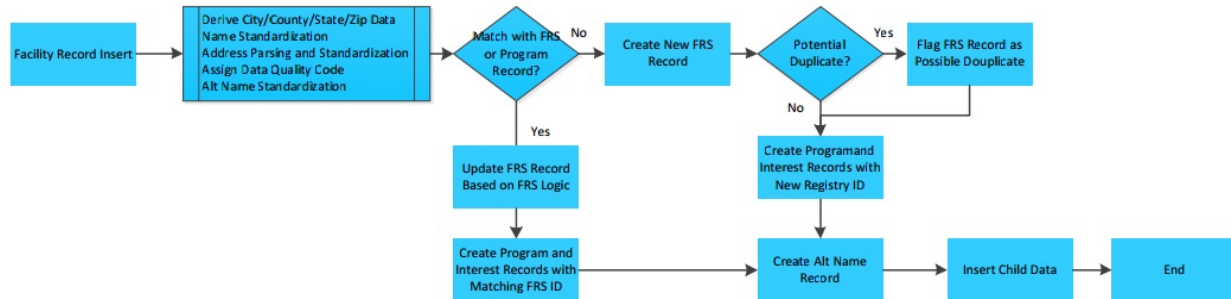 Facility Record Insert
Derive City/County/State/Zip Data
Name Standardization
Address Parsing and Standardization
Assign Data Quality Code
Alt Name Standardization
Match with FRS
or Program
Record?
No
Create New FRS
Record
Potential
Duplicate?
Yes
Flag FRS Record as
Possible Douplicate
Yes
No
Update FRS Record
Based on FRS Logic
Create Programand
Interest Records with
New Registry ID
Create Program and
Interest Records with
Matching FRS ID
Create Alt Name
Record
Insert Child Data
End